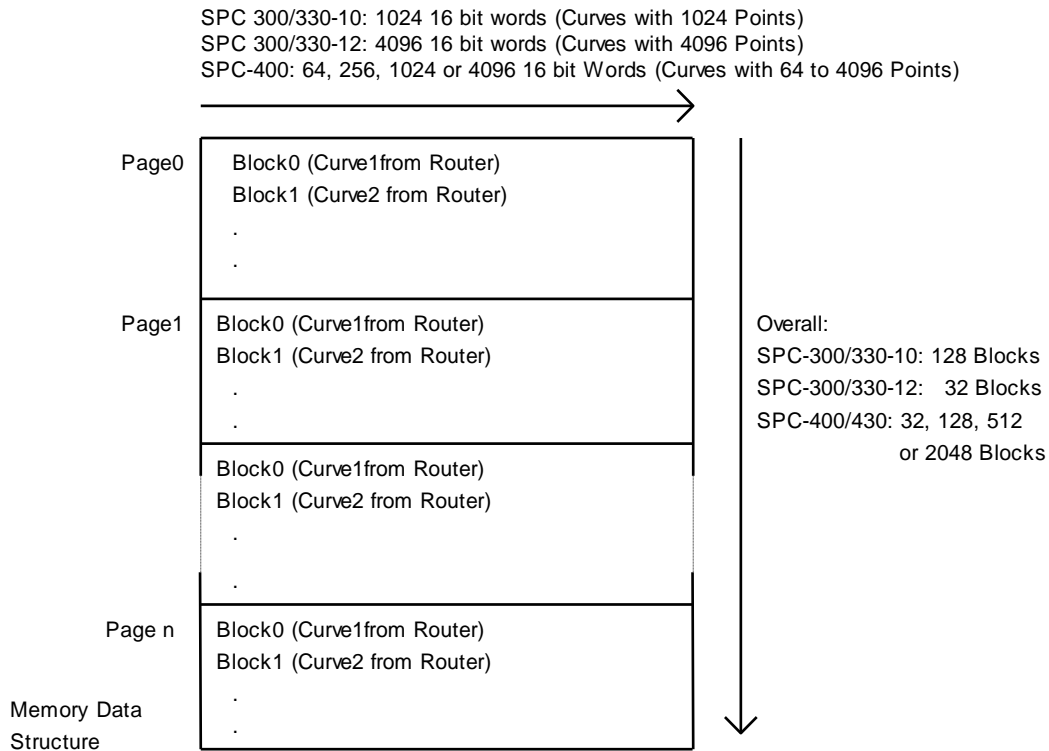 SPC 300/330-10: 1024 16 bit words (Curves with 1024 Points)
SPC 300/330-12: 4096 16 bit words (Curves with 4096 Points)
SPC-400: 64, 256, 1024 or 4096 16 bit Words (Curves with 64 to 4096 Points)
Page0
Block0 (Curve1from Router)
Block1 (Curve2 from Router)
.
.
Page1
Block0 (Curve1from Router)
Block1 (Curve2 from Router)
.
.
Block0 (Curve1from Router)
Block1 (Curve2 from Router)
.
.
Page n
Block0 (Curve1from Router)
Block1 (Curve2 from Router)
.
.
Overall:
SPC-300/330-10: 128 Blocks
SPC-300/330-12: 32 Blocks
SPC-400/430: 32, 128, 512
or 2048 Blocks
Memory Data
Structure